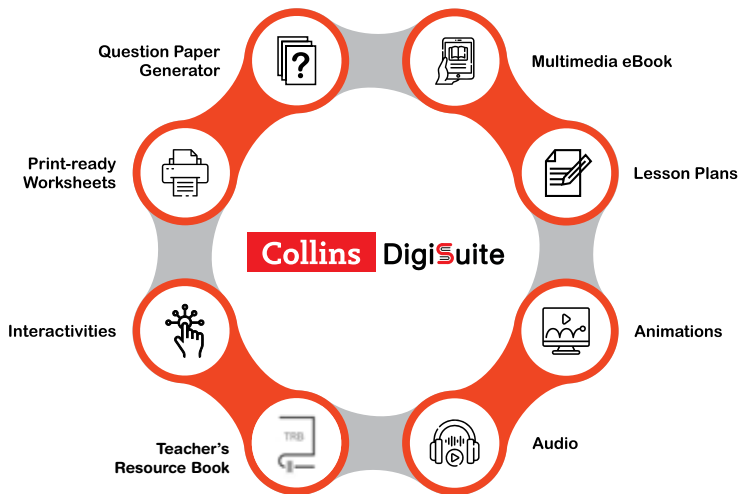 Question Paper
Generator
Multimedia eBook
?
Print-ready
Worksheets
Lesson Plans
Collins DigiSuite
Interactivities
Animations
TRB
Teacher's
Resource Book
Audio